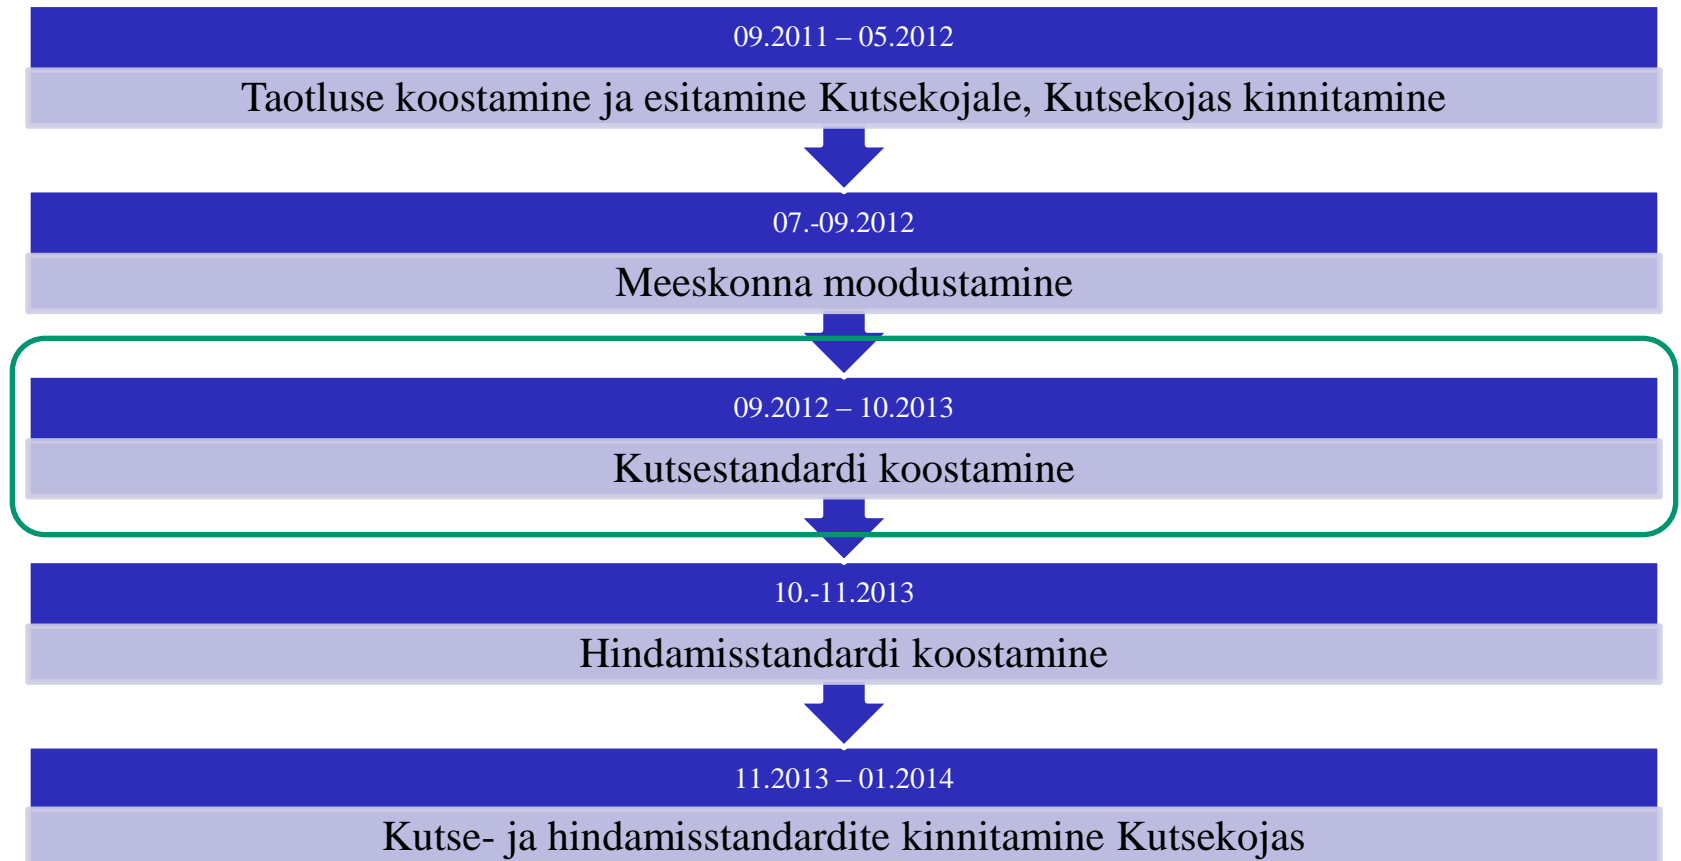 09.2011 – 05.2012
Taotluse koostamine ja esitamine Kutsekojale, Kutsekojas kinnitamine
07.-09.2012
Meeskonna moodustamine
09.2012 – 10.2013
Kutsestandardi koostamine
10.-11.2013
Hindamisstandardi koostamine
11.2013 – 01.2014
Kutse- ja hindamisstandardite kinnitamine Kutsekojas